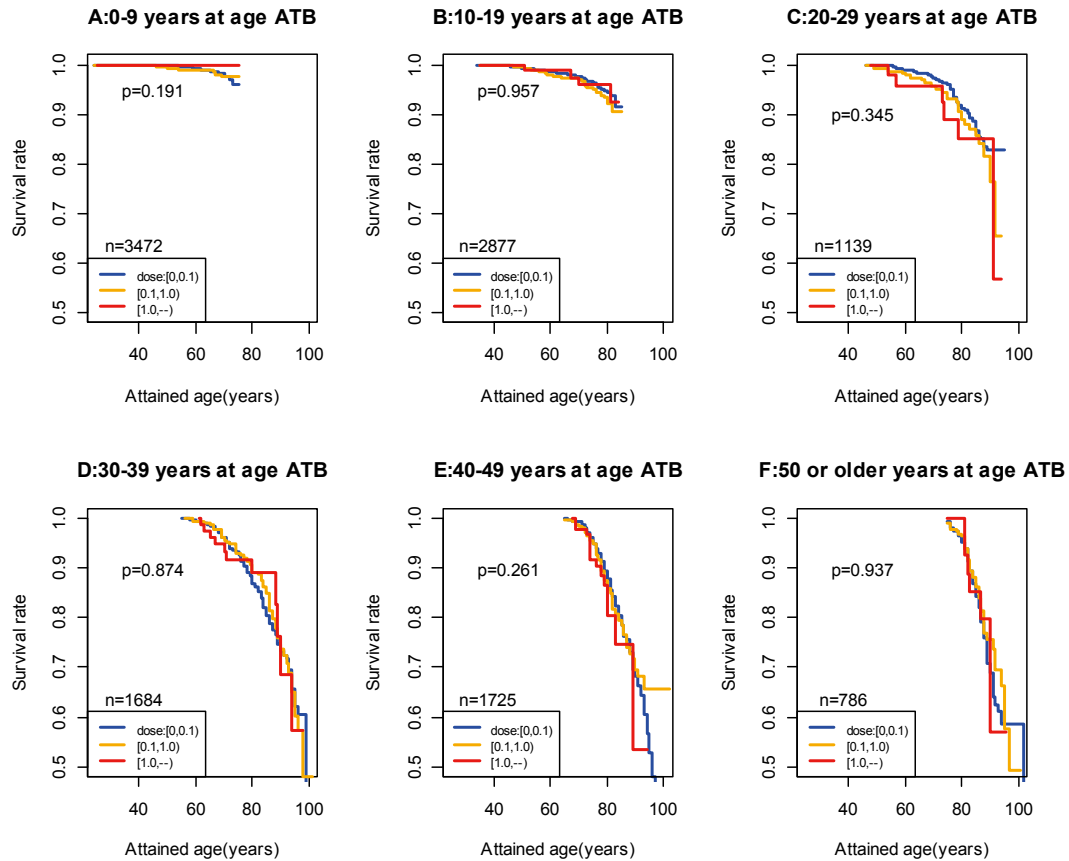 A:0-9 years at age ATB
Survival rate
1.0
0.9
0.8
0.7
0.6
0.5
p=0.191
n=3472
dose:[0,0.1)
[0.1,1.0)
[1.0,--)
40 60 80 100
Attained age(years)
B:10-19 years at age ATB
Survival rate
1.0
0.9
0.8
0.7
0.6
0.5
p=0.957
n=2877
dose:[0,0.1)
[0.1,1.0)
[1.0,--)
40 60 80 100
Attained age(years)
C:20-29 years at age ATB
Survival rate
1.0
0.9
0.8
0.7
0.6
0.5
p=0.345
n=1139
dose:[0,0.1)
[0.1,1.0)
[1.0,--)
40 60 80 100
Attained age(years)
D:30-39 years at age ATB
Survival rate
1.0
0.9
0.8
0.7
0.6
0.5
p=0.874
n=1684
dose:[0,0.1)
[0.1,1.0)
[1.0,--)
40 60 80 100
Attained age(years)
E:40-49 years at age ATB
Survival rate
1.0
0.9
0.8
0.7
0.6
0.5
p=0.261
n=1725
dose:[0,0.1)
[0.1,1.0)
[1.0,--)
40 60 80 100
Attained age(years)
F:50 or older years at age ATB
Survival rate
1.0
0.9
0.8
0.7
0.6
0.5
p=0.937
n=786
dose:[0,0.1)
[0.1,1.0)
[1.0,--)
40 60 80 100
Attained age(years)